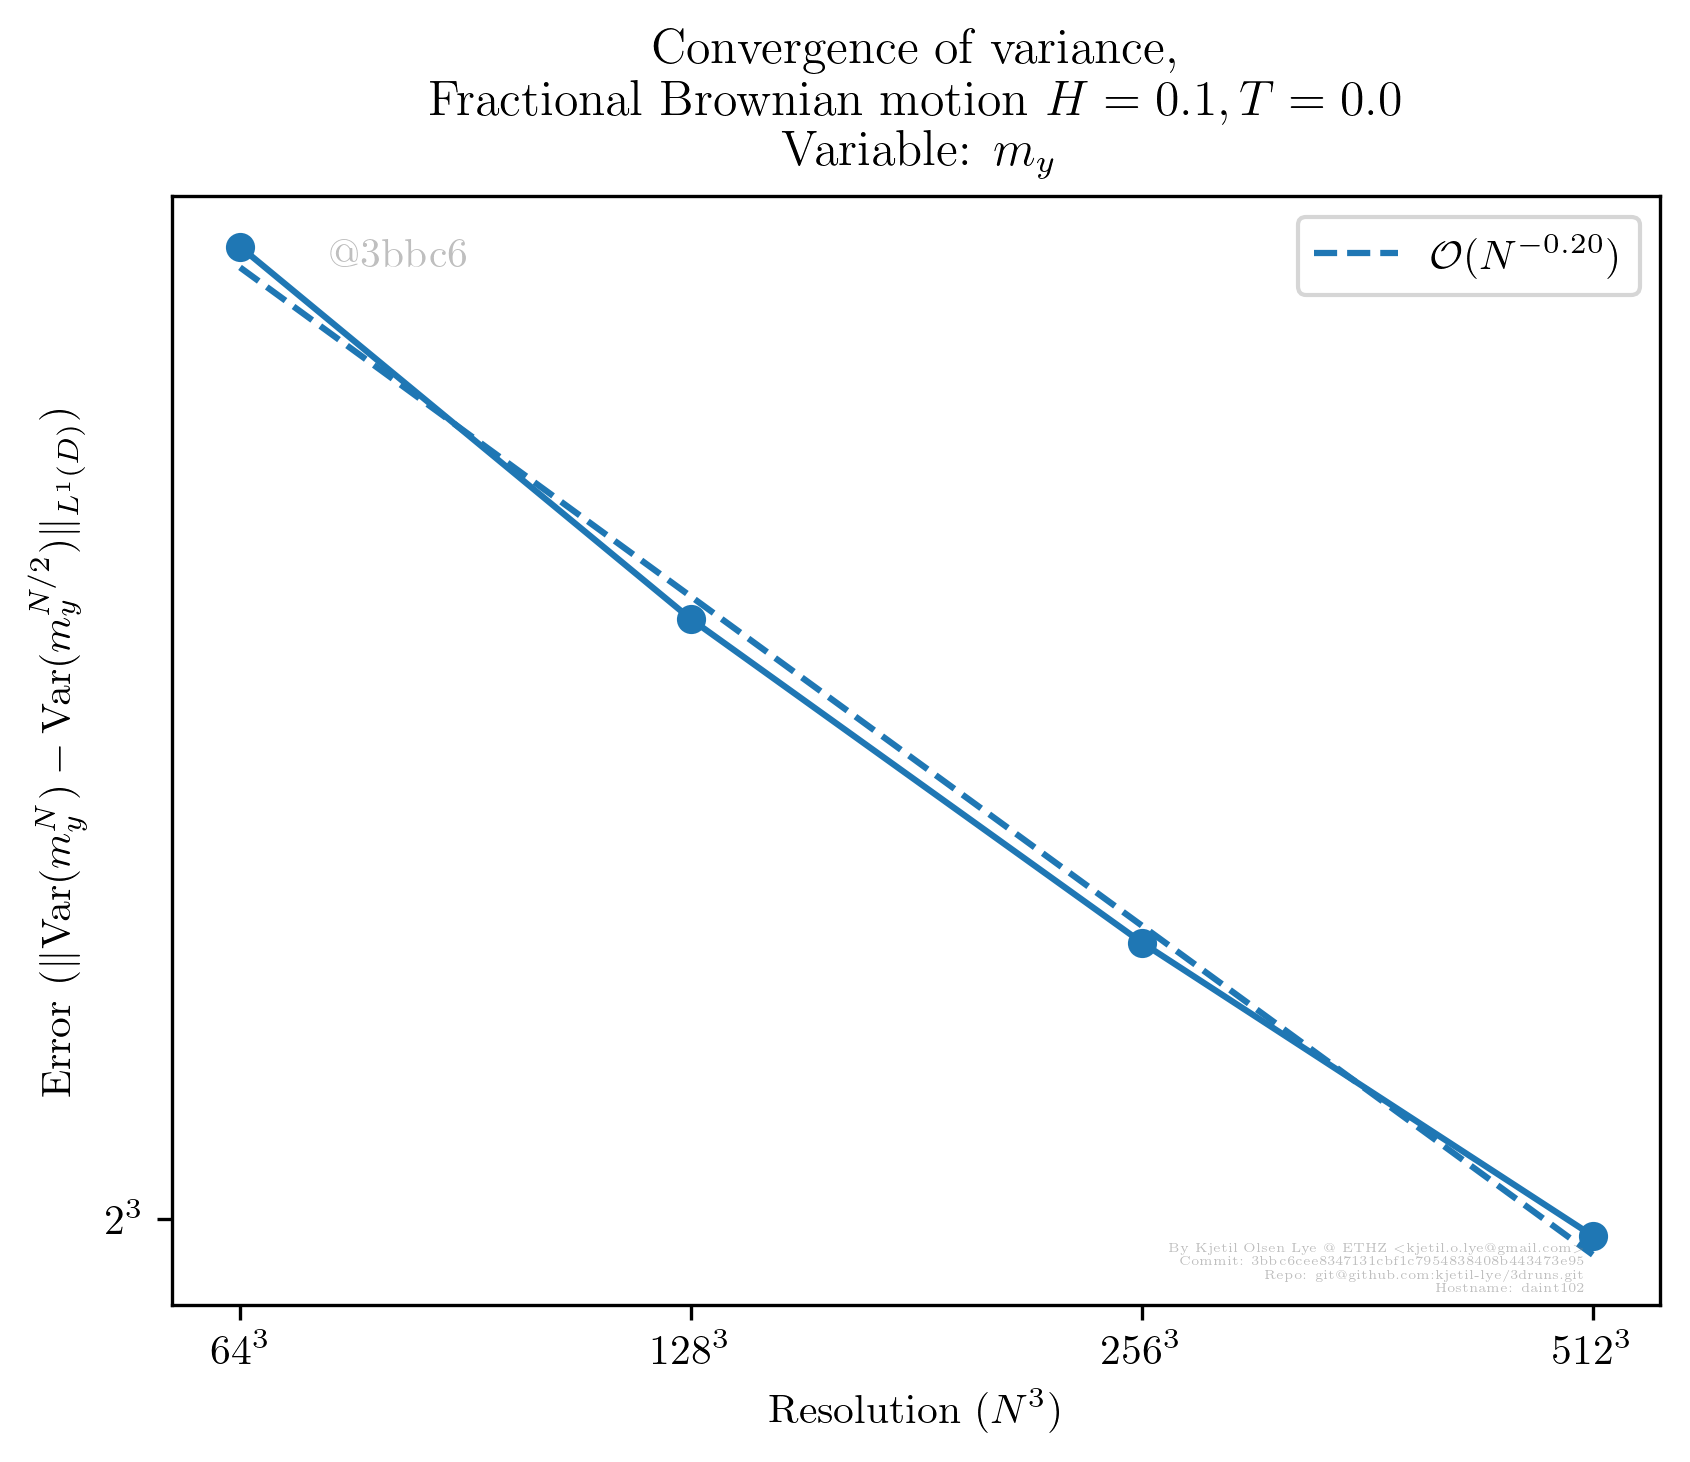 Convergence of variance,
Fractional Brownian motion H = 0.1, T = 0.0
Variable: m_y
@3bbc6
O(N^{-0.20})
Error (‖Var(m_y^N) − Var(m_y^{N/2})‖_{L^1(D)})
2^3
By Kjetil Olsen Lye @ ETHZ <kjetil.o.lye@gmail.com>
Commit: 3bbc6cee8347131cbf1c7954838408b443473e95
Repo: git@github.com:kjetil-lye/3druns.git
Hostname: daint102
64^3 128^3 256^3 512^3
Resolution (N^3)